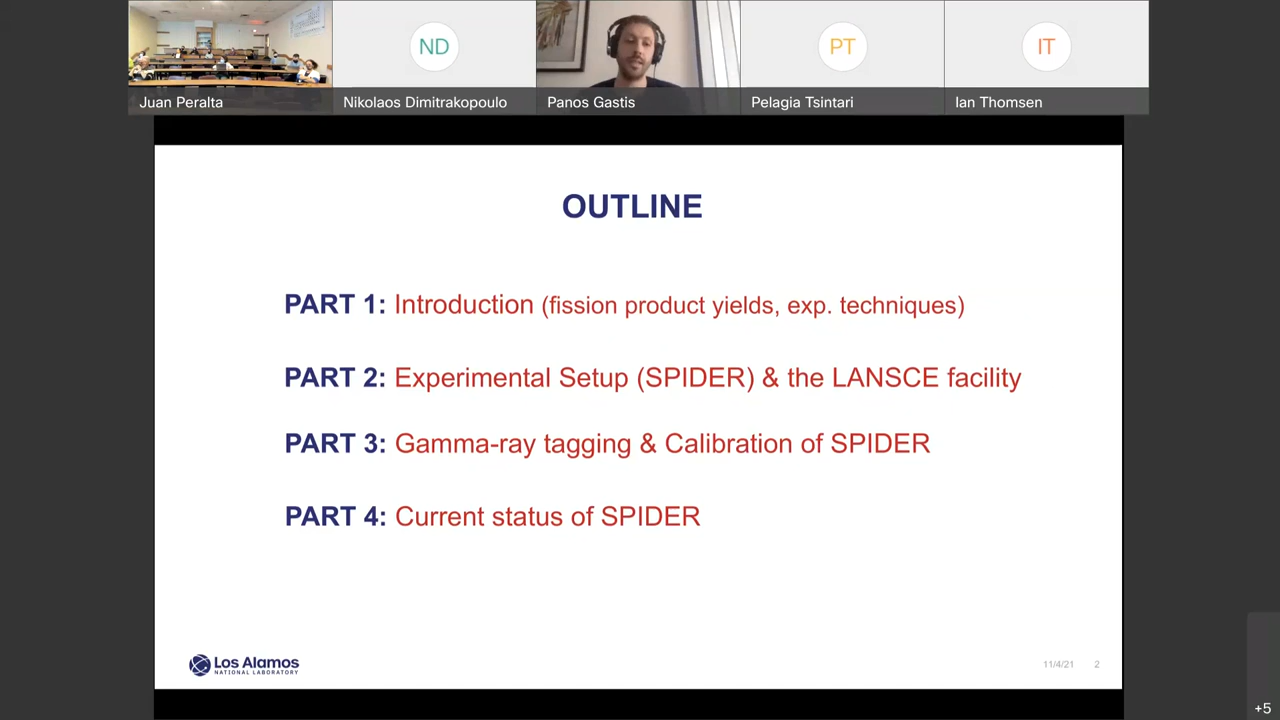 ND
PT
IT
Juan Peralta
Nikolaos Dimitrakopoulo
Panos Gastis
Pelagia Tsintari
Ian Thomsen
OUTLINE
PART 1: Introduction (fission product yields, exp. techniques)
PART 2: Experimental Setup (SPIDER) & the LANSCE facility
PART 3: Gamma-ray tagging & Calibration of SPIDER
PART 4: Current status of SPIDER
Los Alamos
NATIONAL LABORATORY
11/4/21 2
+5